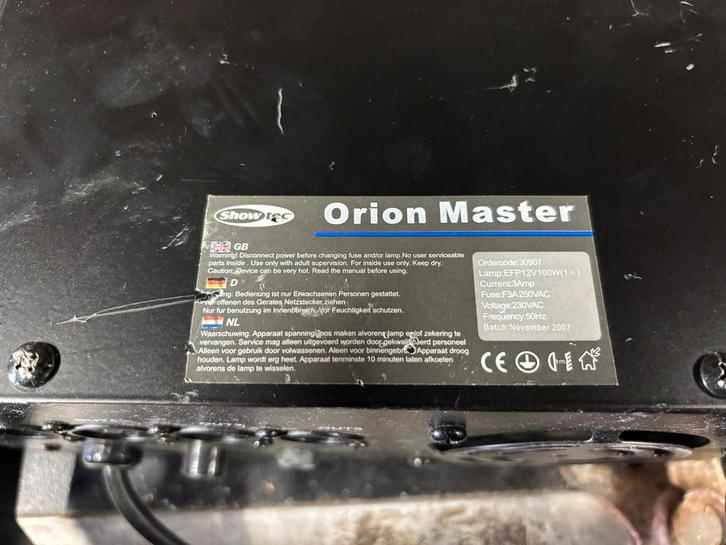 Showtec
Orion Master
GB
Warning! Disconnect power before changing fuse and/or lamp.No user serviceable
parts inside . Use only with adult supervision. For inside use only. Keep dry.
Caution: Device can be very hot. Read the manual before using.
D
Bedienung ist nur Erwachsenen Personen gestattet.
offnen des Gerates Netzstecker ziehen
Nur fur benutzung im Innenbereich. Vor Feuchtigkeit schutzen.
NL
Waarschuwing. Apparaat spanningloos maken alvorens lamp en/of zekering te
vervangen. Service mag alleen uitgevoerd worden door gekwalificeerd personeel
Alleen voor gebruik door volwassenen. Alleen voor binnengebruik. Apparaat droog
houden. Lamp wordt erg heet. Apparaat tenminste 10 minuten laten afkoelen
alvorens de lamp te wisselen.
Ordercode:30907
Lamp:EFP12V100W(1X)
Current:3Amp
Fuse:F3A 250VAC
Voltage:230VAC
Frequency:50Hz
Batch:November 2007
CE